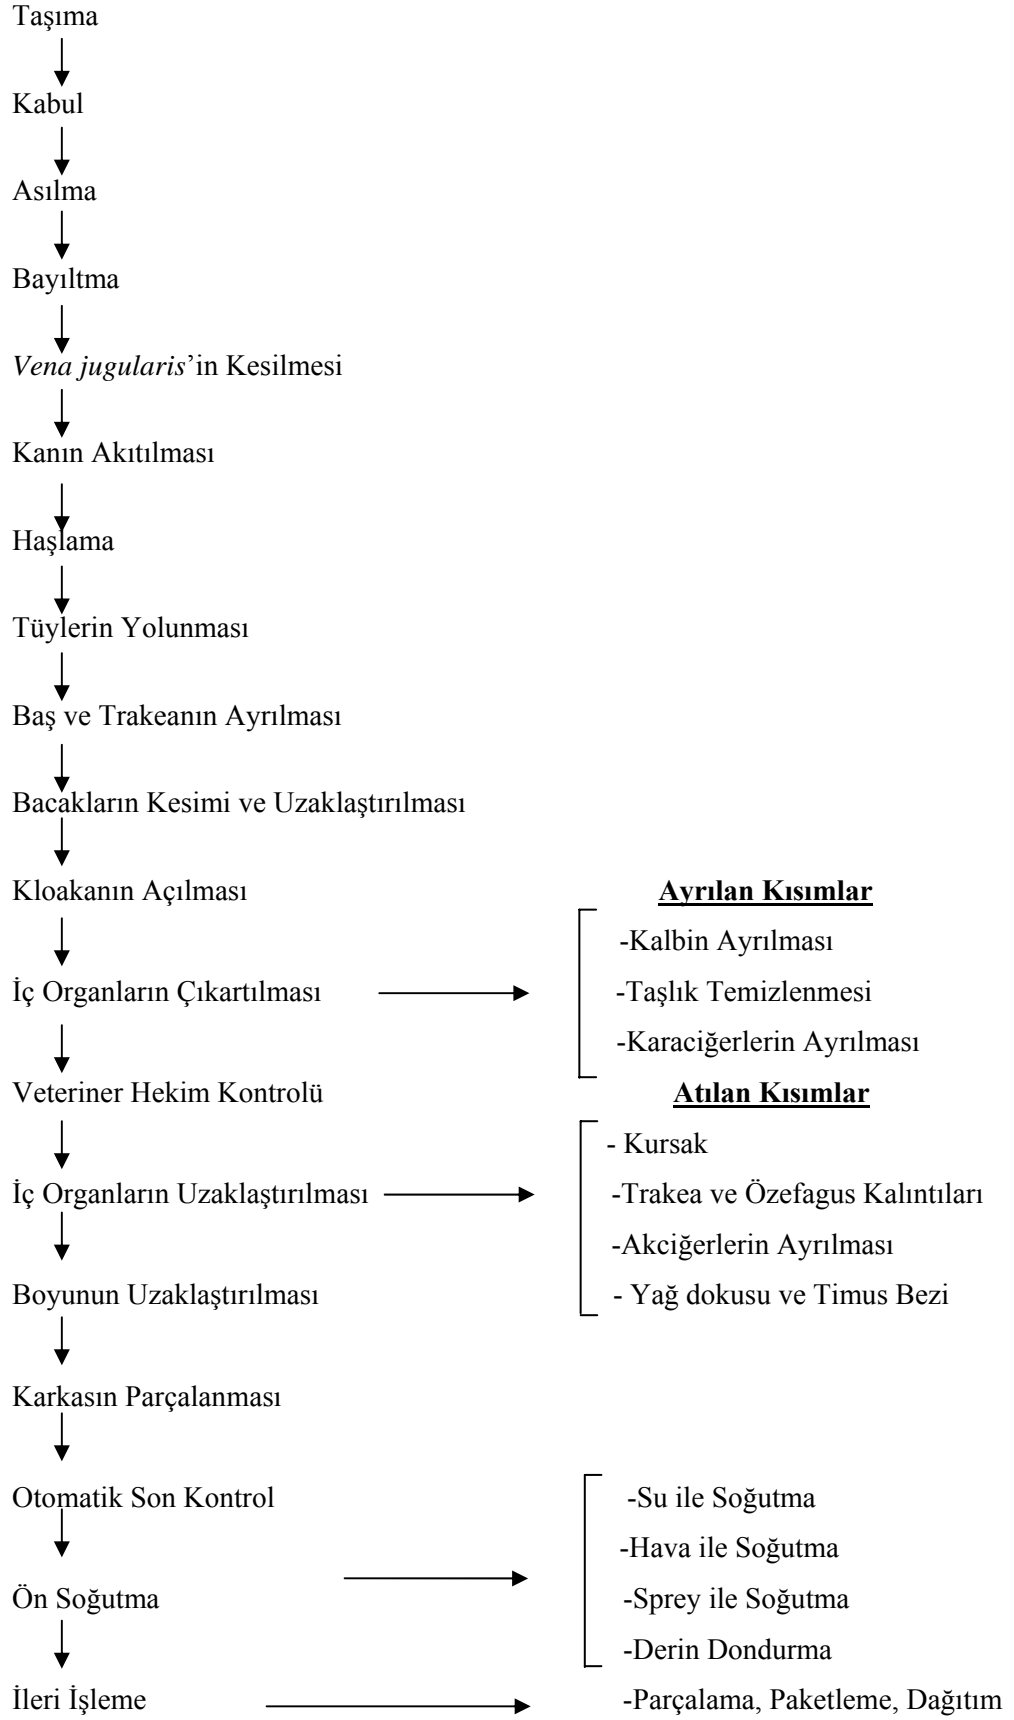 Taşıma
Kabul
Asılma
Bayıltma
Vena jugularis’in Kesilmesi
Kanın Akıtılması
Haşlama
Tüylerin Yolunması
Baş ve Trakeanın Ayrılması
Bacakların Kesimi ve Uzaklaştırılması
Kloakanın Açılması
Ayrılan Kısımlar
-Kalbin Ayrılması
İç Organların Çıkartılması
-Taşlık Temizlenmesi
-Karaciğerlerin Ayrılması
Veteriner Hekim Kontrolü
Atılan Kısımlar
- Kursak
İç Organların Uzaklaştırılması
-Trakea ve Özefagus Kalıntıları
-Akciğerlerin Ayrılması
Boyunun Uzaklaştırılması
- Yağ dokusu ve Timus Bezi
Karkasın Parçalanması
Otomatik Son Kontrol
-Su ile Soğutma
-Hava ile Soğutma
Ön Soğutma
-Sprey ile Soğutma
-Derin Dondurma
İleri İşleme
-Parçalama, Paketleme, Dağıtım